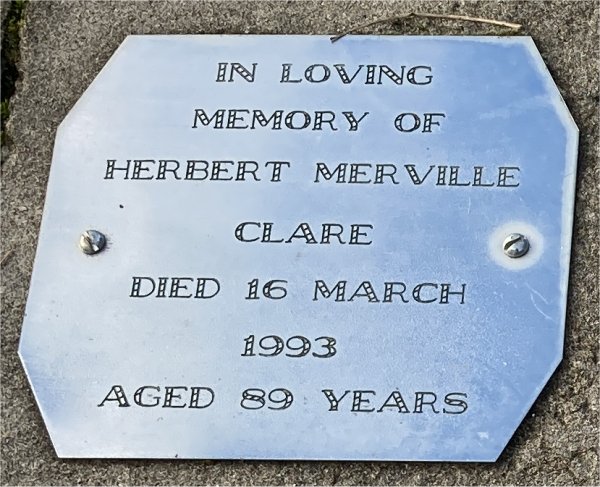 IN LOVING
MEMORY OF
HERBERT MERVILLE
CLARE
DIED 16 MARCH
1993
AGED 89 YEARS